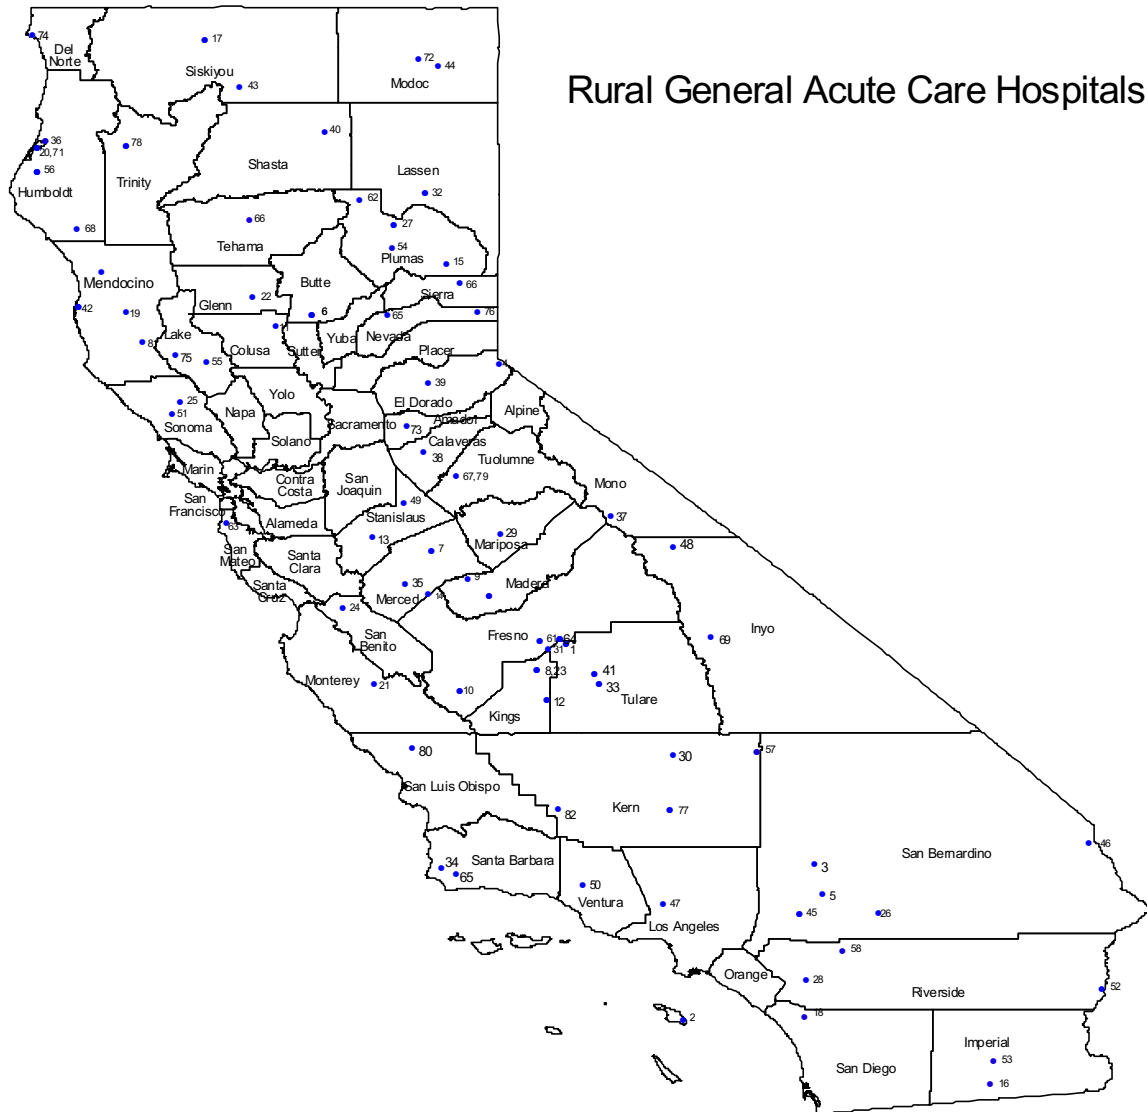 Rural General Acute Care Hospitals
74
Del
Norte
17
Siskiyou
43
72
44
Modoc
36
20,71
56
Humboldt
68
78
Trinity
40
Shasta
Lassen
32
62
27
54
Plumas
15
66
Tehama
Mendocino
42
19
8
Glenn
22
Butte
6
66
Sierra
65
76
Nevada
Yuba
Sutter
Colusa
Lake
75
55
Placer
39
El Dorado
Alpine
25
51
Sonoma
Napa
Yolo
Solano
Sacramento
Amador
73
Calaveras
38
Tuolumne
67,79
Mono
37
Marin
San
Francisco
Contra
Costa
San
Joaquin
49
Stanislaus
63
Alameda
San
Mateo
Santa
Clara
Santa
Cruz
13
7
29
Mariposa
48
35
Merced
14
9
Madera
24
San
Benito
Fresno
61
64
31
1
Inyo
69
Monterey
21
10
8,23
12
Kings
41
33
Tulare
80
San Luis Obispo
30
57
Kern
77
82
34
65
Santa Barbara
50
Ventura
47
Los Angeles
San Bernardino
46
3
5
45
26
58
Orange
28
Riverside
52
2
18
San Diego
Imperial
53
16